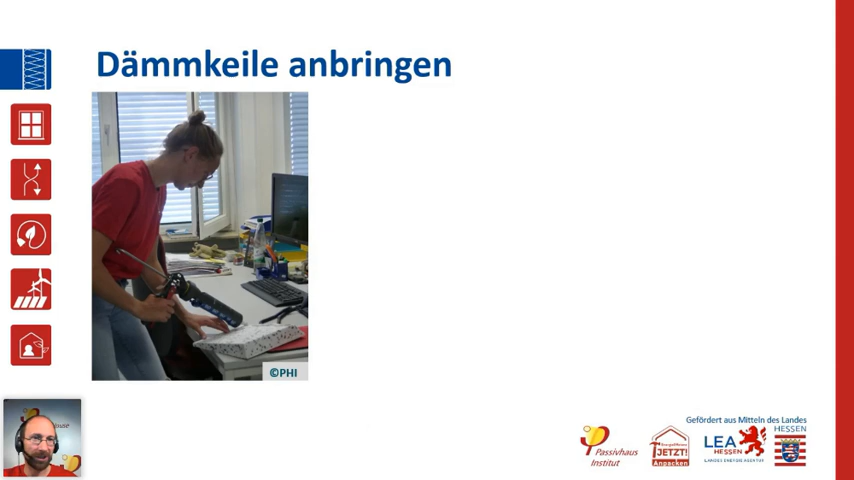 Dämmkeile anbringen
©PHI
Gefördert aus Mitteln des Landes
HESSEN
Passivhaus
Institut
JETZT!
Anpacken
LEA
HESSEN
LANDES ENERGIE AGENTUR